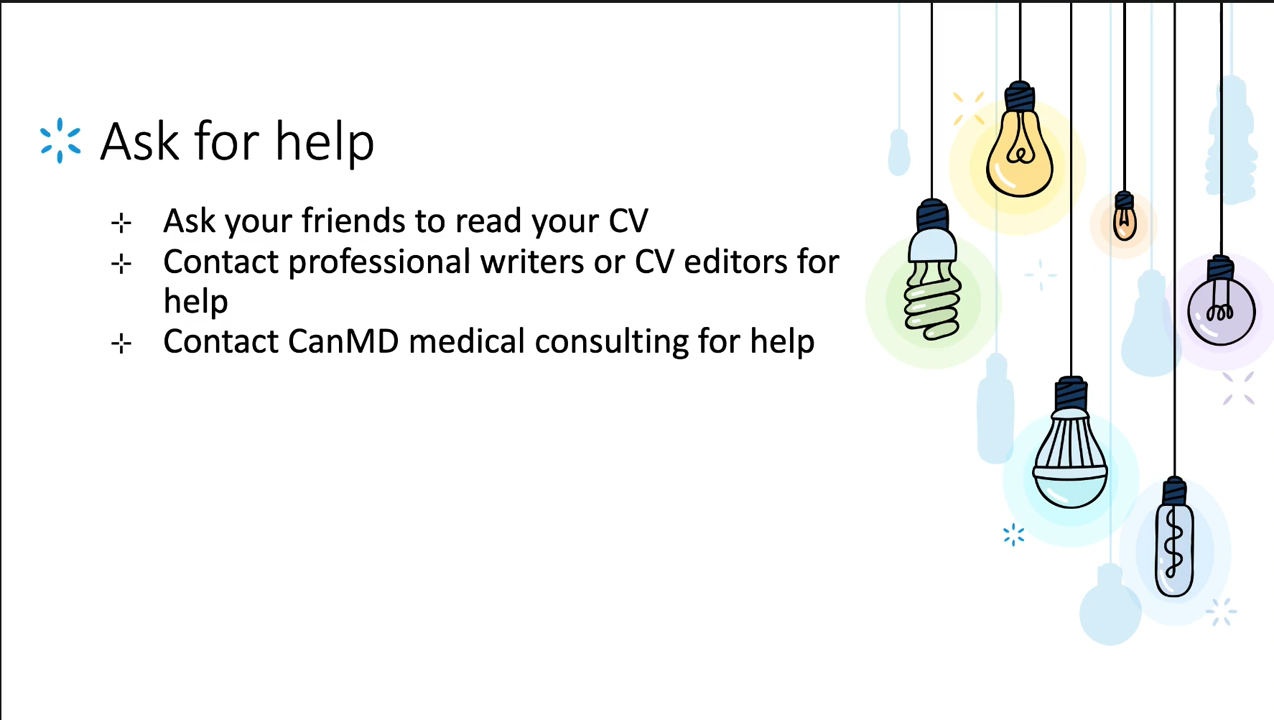 Ask for help
Ask your friends to read your CV
Contact professional writers or CV editors for
help
Contact CanMD medical consulting for help